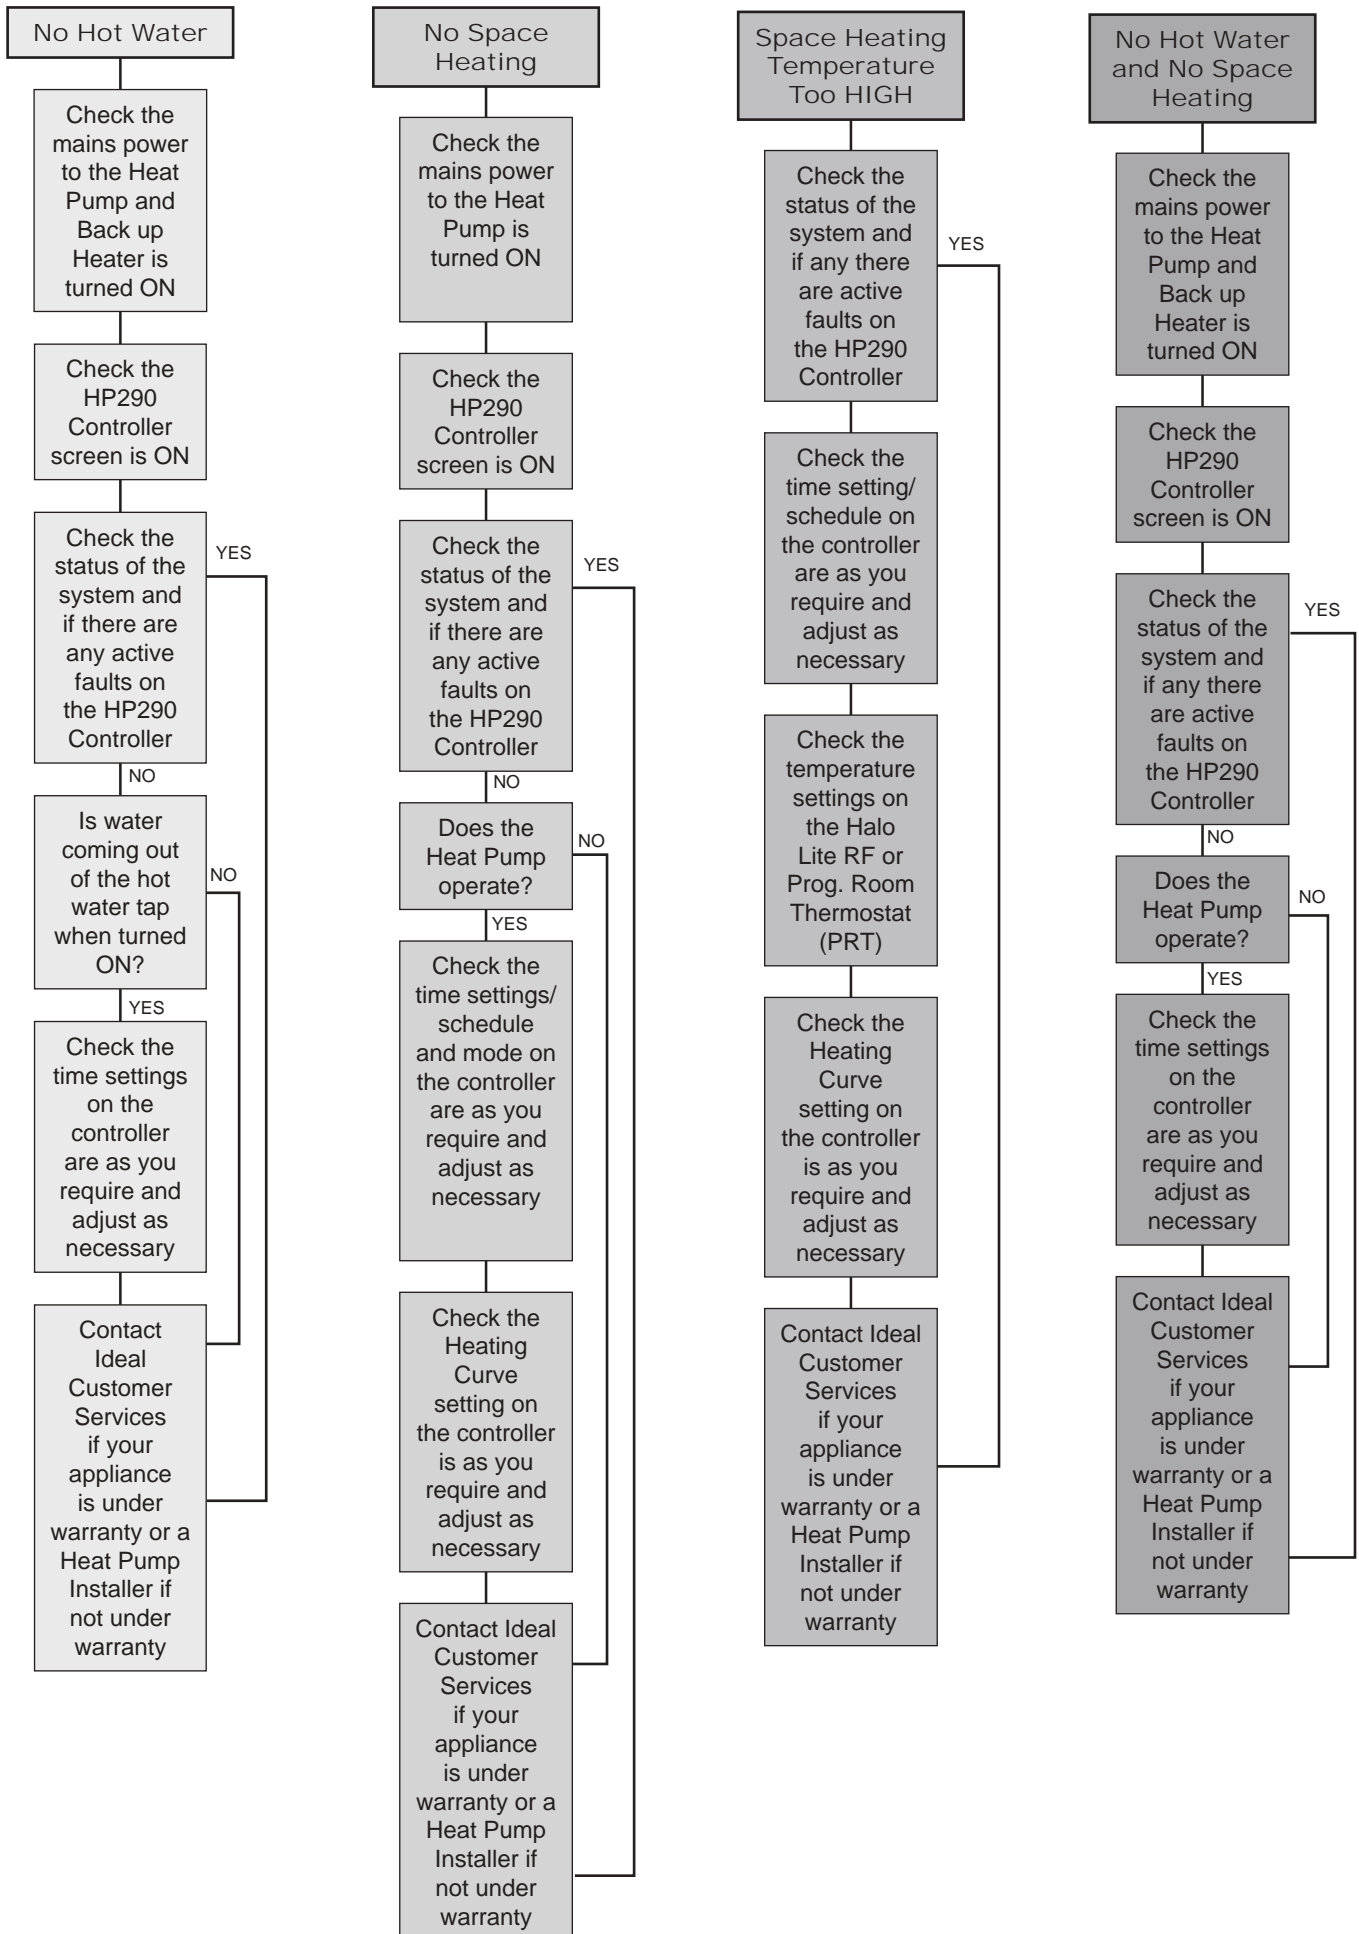 No Hot Water
Check the
mains power
to the Heat
Pump and
Back up
Heater is
turned ON
Check the
HP290
Controller
screen is ON
Check the
status of the
system and
if there are
any active
faults on
the HP290
Controller
YES
NO
Is water
coming out
of the hot
water tap
when turned
ON?
NO
YES
Check the
time settings
on the
controller
are as you
require and
adjust as
necessary
Contact
Ideal
Customer
Services
if your
appliance
is under
warranty or a
Heat Pump
Installer if
not under
warranty
No Space
Heating
Check the
mains power
to the Heat
Pump is
turned ON
Check the
HP290
Controller
screen is ON
Check the
status of the
system and
if there are
any active
faults on
the HP290
Controller
YES
NO
Does the
Heat Pump
operate?
NO
YES
Check the
time settings/
schedule
and mode on
the controller
are as you
require and
adjust as
necessary
Check the
Heating
Curve
setting on
the controller
is as you
require and
adjust as
necessary
Contact Ideal
Customer
Services
if your
appliance
is under
warranty or a
Heat Pump
Installer if
not under
warranty
Space Heating
Temperature
Too HIGH
Check the
status of the
system and
if any there
are active
faults on
the HP290
Controller
YES
Check the
time setting/
schedule on
the controller
are as you
require and
adjust as
necessary
Check the
temperature
settings on
the Halo
Lite RF or
Prog. Room
Thermostat
(PRT)
Check the
Heating
Curve
setting on
the controller
is as you
require and
adjust as
necessary
Contact Ideal
Customer
Services
if your
appliance
is under
warranty or a
Heat Pump
Installer if
not under
warranty
No Hot Water
and No Space
Heating
Check the
mains power
to the Heat
Pump and
Back up
Heater is
turned ON
Check the
HP290
Controller
screen is ON
Check the
status of the
system and
if any there
are active
faults on
the HP290
Controller
YES
NO
Does the
Heat Pump
operate?
NO
YES
Check the
time settings
on the
controller
are as you
require and
adjust as
necessary
Contact Ideal
Customer
Services
if your
appliance
is under
warranty or a
Heat Pump
Installer if
not under
warranty